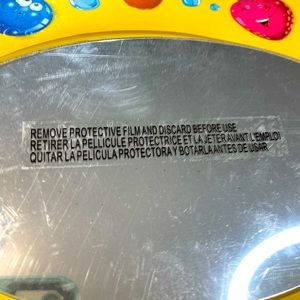 REMOVE PROTECTIVE FILM AND DISCARD BEFORE USE
RETIRER LA PELLICULE PROTECTRICE ET LA JETER AVANT L'EMPLOI
QUITAR LA PELICULA PROTECTORA Y BOTARLA ANTES DE USAR